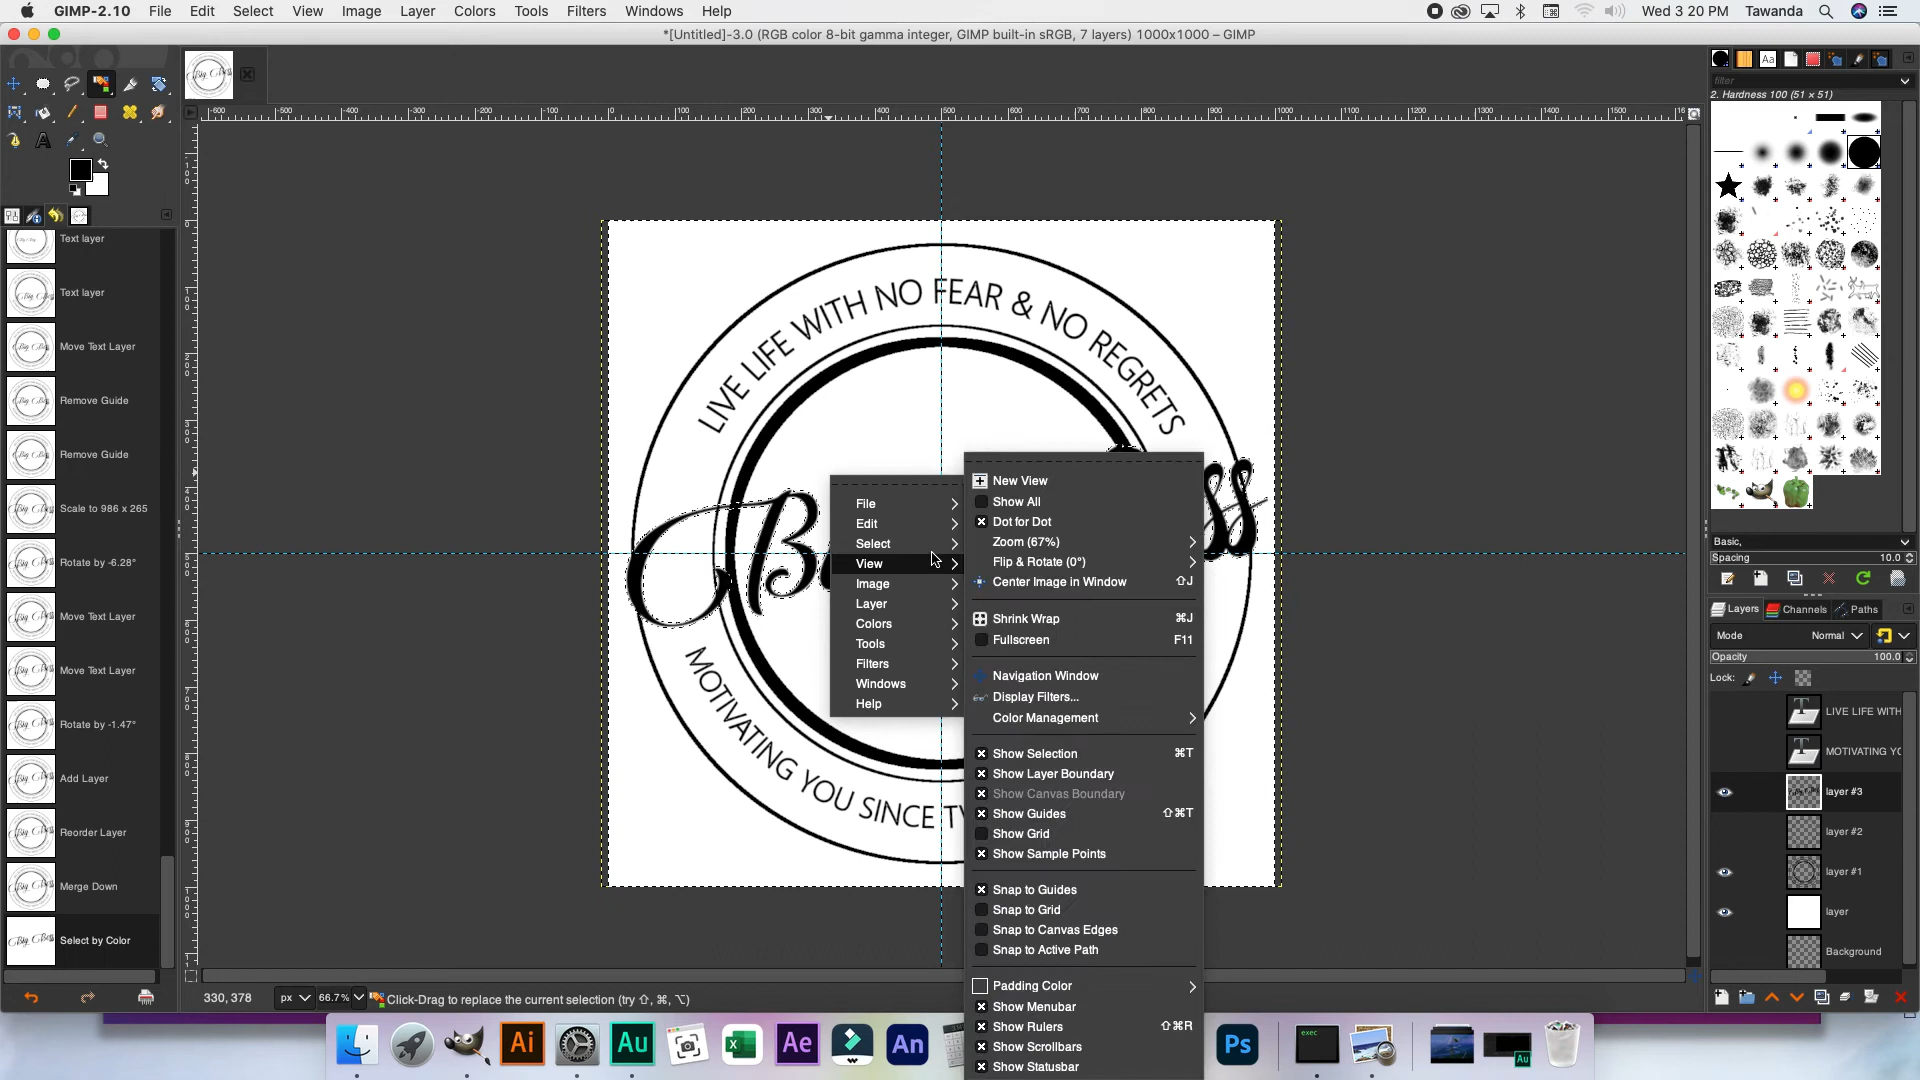 GIMP-2.10 File Edit Select View Image Layer Colors Tools Filters Windows Help Wed 3 20 PM Tawanda
*[Untitled]-3.0 (RGB color 8-bit gamma integer, GIMP built-in sRGB, 7 layers) 1000x1000 – GIMP
filter
2. Hardness 100 (51 × 51)
Text layer
Text layer
Move Text Layer
Remove Guide
Remove Guide
Scale to 986 x 265
Rotate by -6.28°
Move Text Layer
Move Text Layer
Rotate by -1.47°
Add Layer
Reorder Layer
Merge Down
Select by Color
LIVE LIFE WITH NO FEAR & NO REGRETS
MOTIVATING YOU SINCE
File
Edit
Select
View
Image
Layer
Colors
Tools
Filters
Windows
Help
New View
Show All
Dot for Dot
Zoom (67%)
Flip & Rotate (0°)
Center Image in Window ⇧J
Shrink Wrap ⌘J
Fullscreen F11
Navigation Window
Display Filters...
Color Management
Show Selection ⌘T
Show Layer Boundary
Show Canvas Boundary
Show Guides ⇧⌘T
Show Grid
Show Sample Points
Snap to Guides
Snap to Grid
Snap to Canvas Edges
Snap to Active Path
Padding Color
Show Menubar
Show Rulers ⇧⌘R
Show Scrollbars
Show Statusbar
Basic,
Spacing 10.0
Layers Channels Paths
Mode Normal
Opacity 100.0
Lock:
LIVE LIFE WITH
MOTIVATING YO
layer #3
layer #2
layer #1
layer
Background
330, 378 px 66.7% Click-Drag to replace the current selection (try ⇧, ⌘, ⌥)
Ai Au Ae An Ps
exec
Au